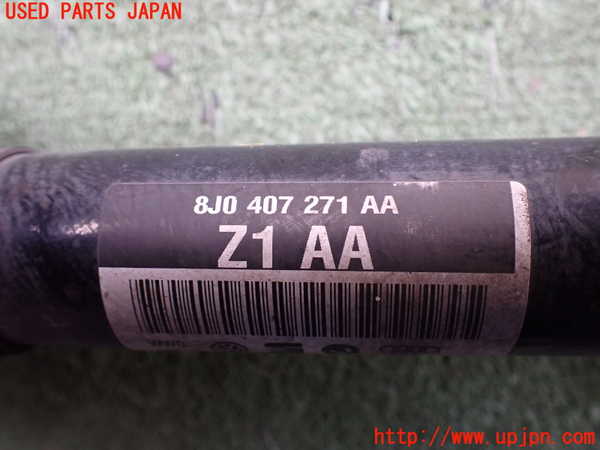 USED PARTS JAPAN
8J0 407 271 AA
Z1 AA
http://www.upjpn.com/